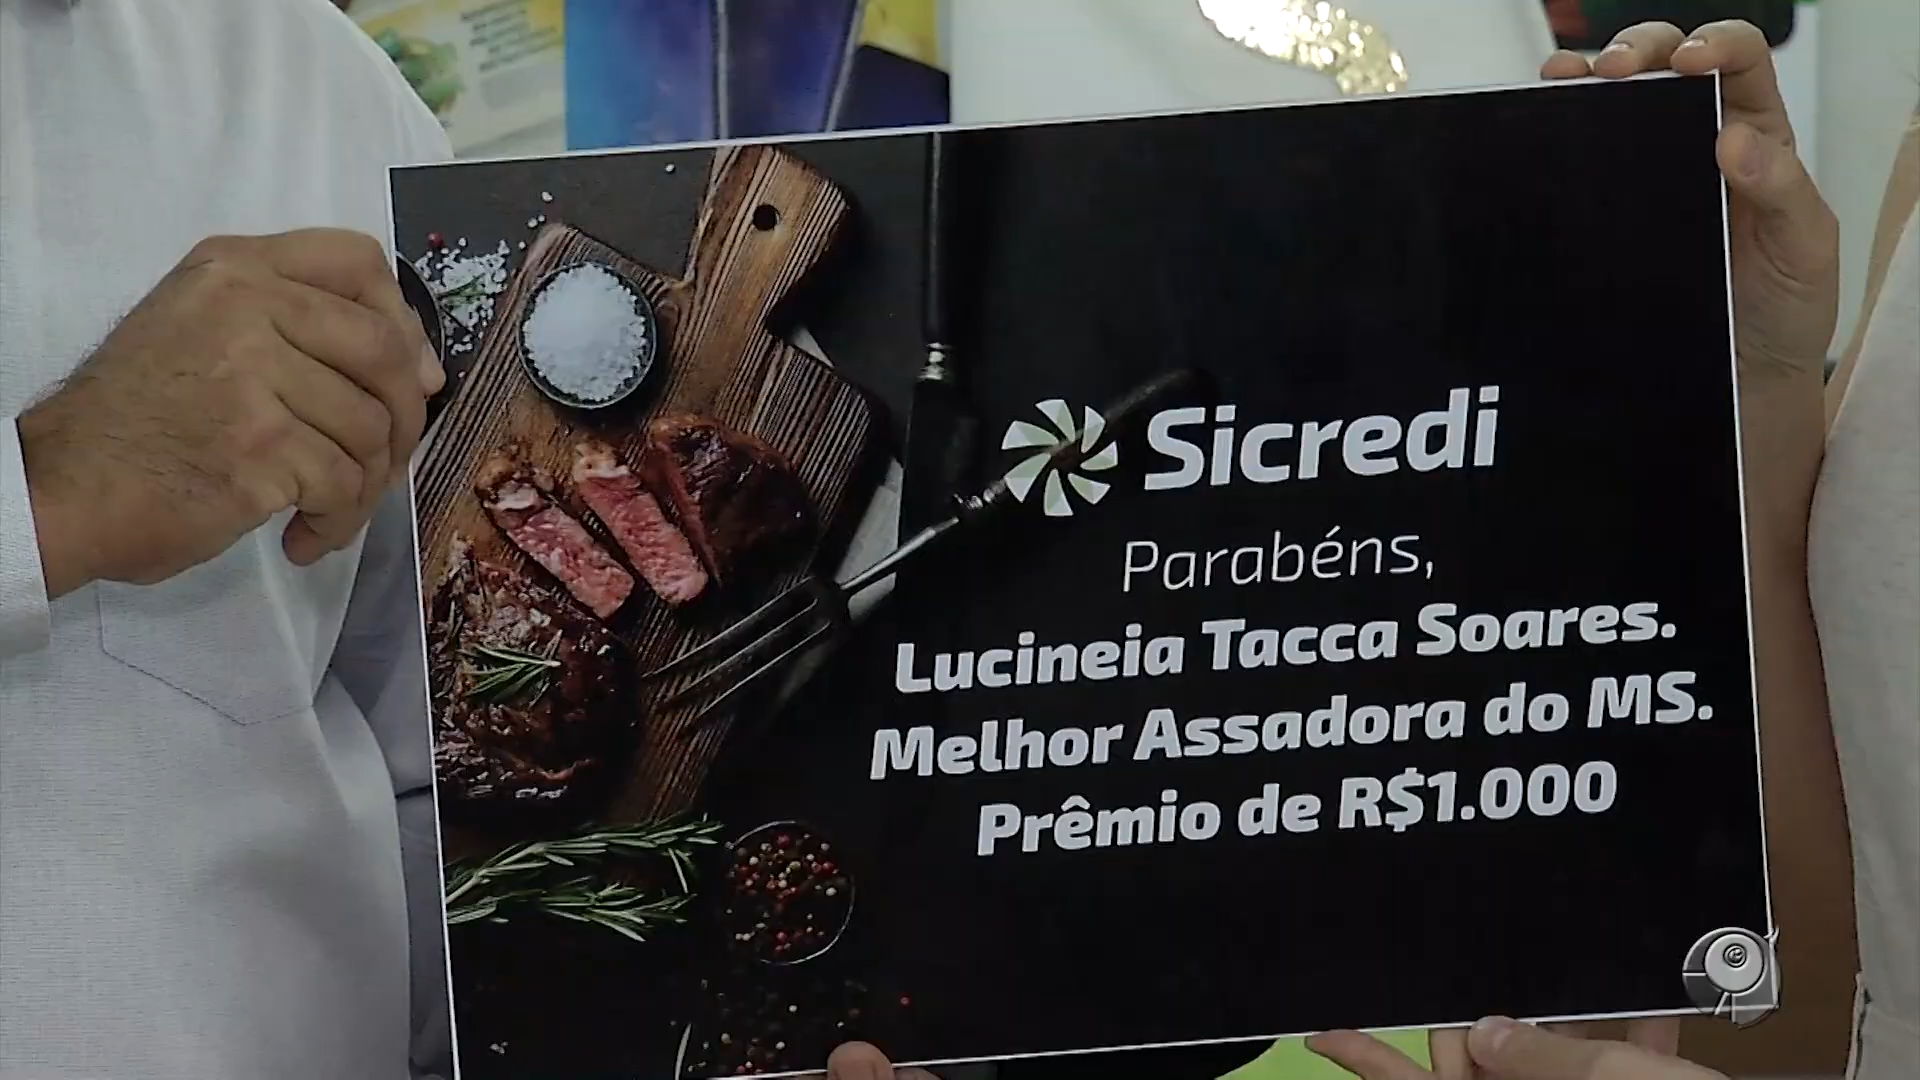 Sicredi
Parabéns,
Lucineia Tacca Soares.
Melhor Assadora do MS.
Prêmio de R$1.000